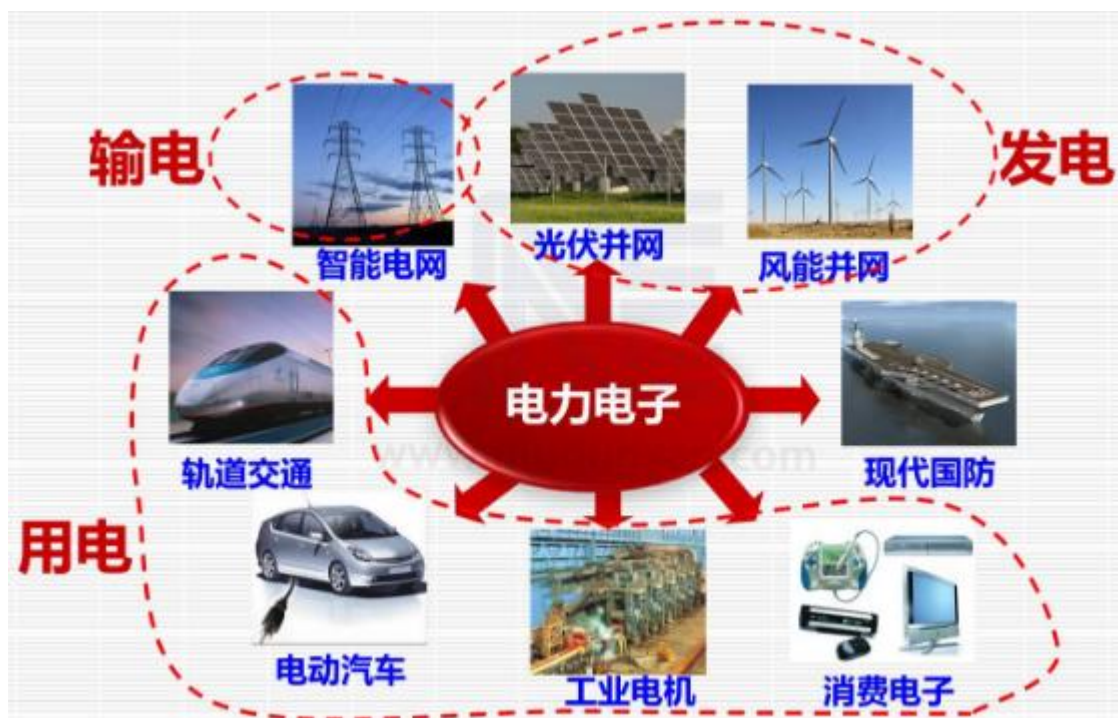 输电
发电
智能电网
光伏并网
风能并网
电力电子
轨道交通
现代国防
用电
电动汽车
工业电机
消费电子